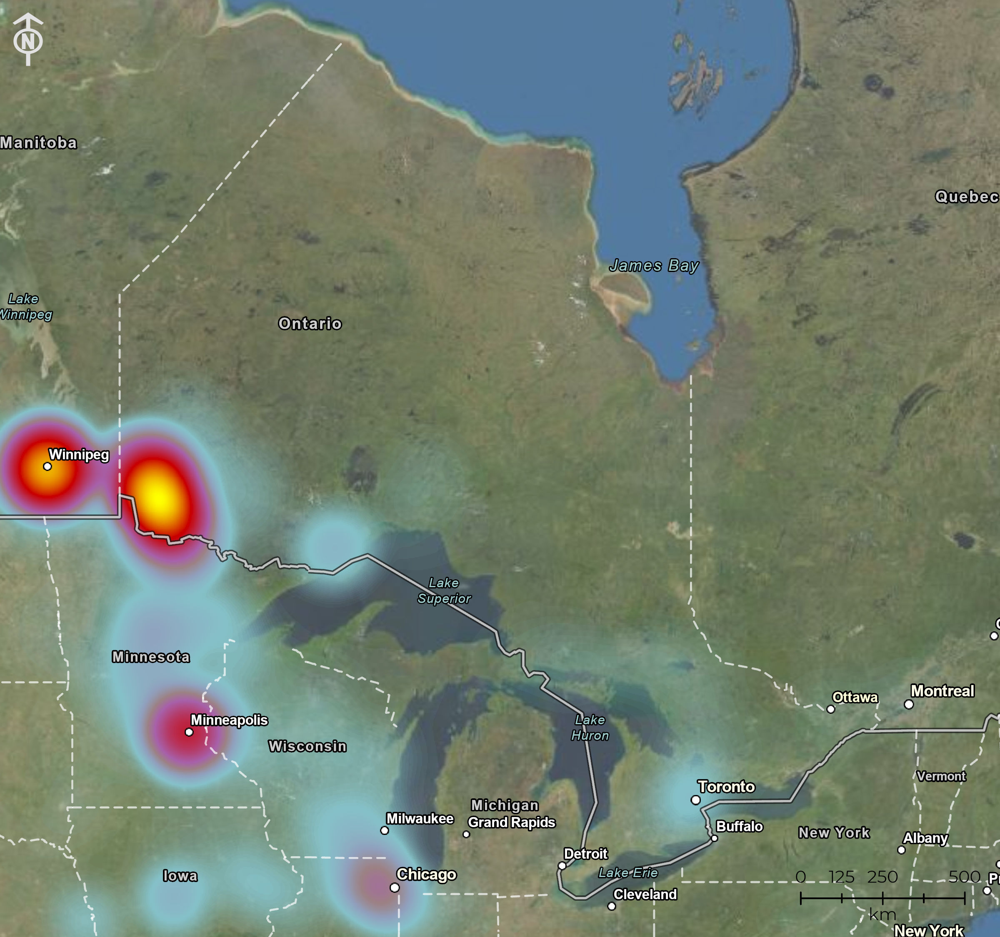 N
Manitoba
Quebec
James Bay
Lake
Winnipeg
Ontario
Winnipeg
Lake
Superior
Minnesota
Ottawa
Montreal
Minneapolis
Lake
Huron
Wisconsin
Vermont
Toronto
Michigan
Milwaukee
Grand Rapids
Buffalo
New York
Albany
Detroit
Iowa
Chicago
Lake Erie
0 125 250 500
Cleveland
km
New York